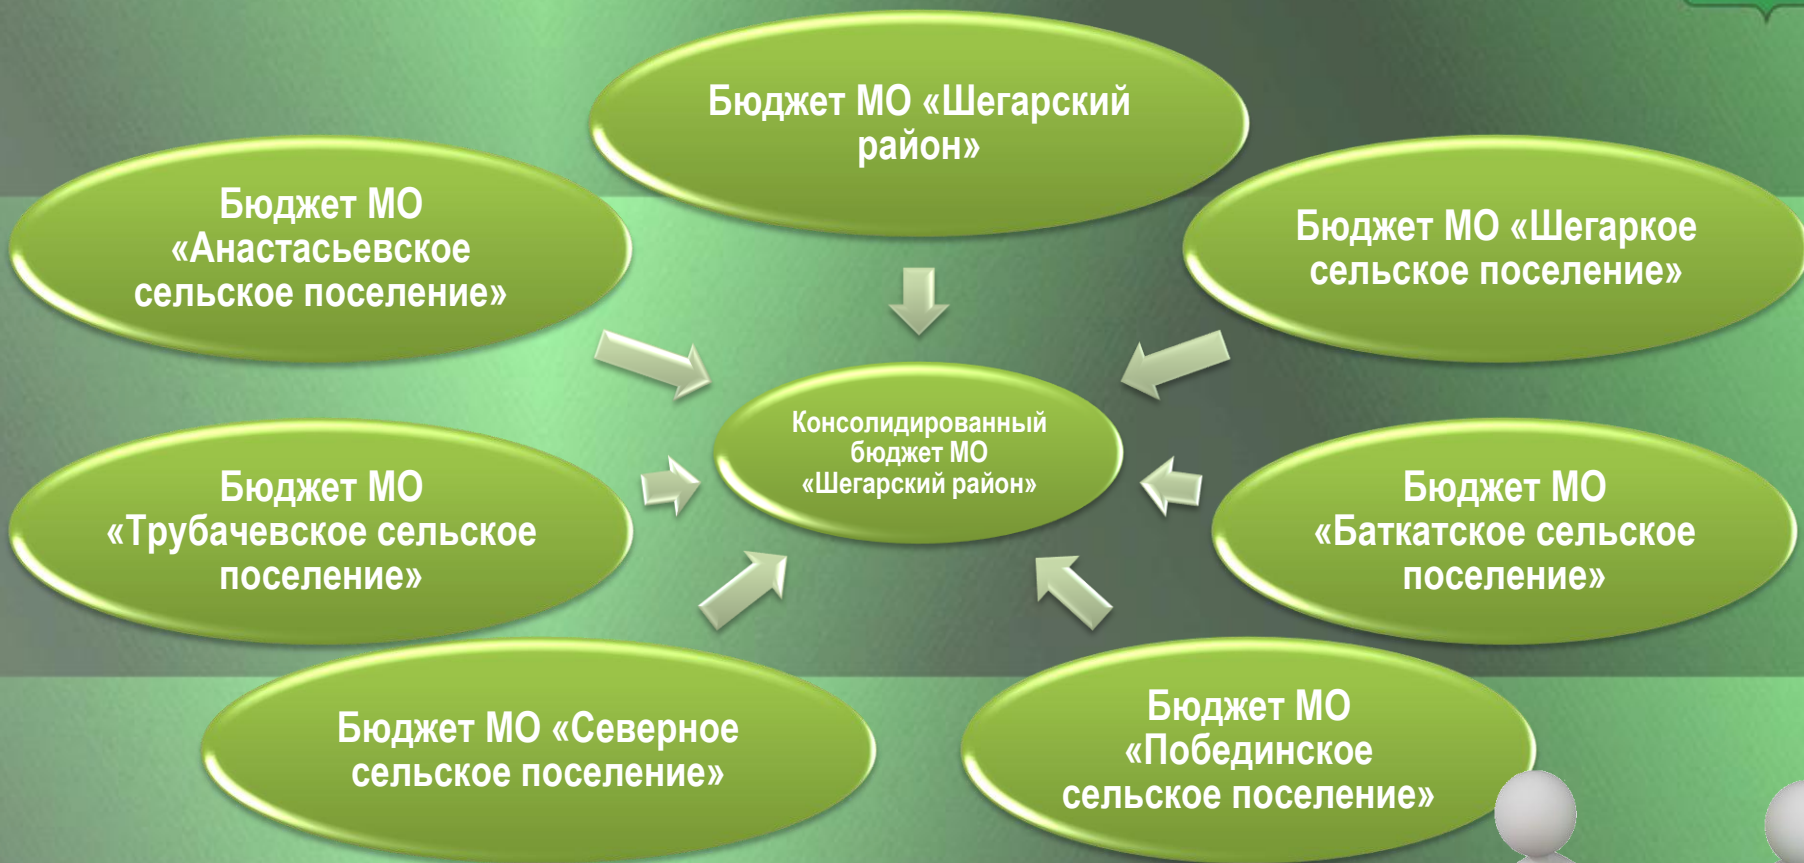 Бюджет МО «Шегарский
район»
Бюджет МО
«Анастасьевское
сельское поселение»
Бюджет МО «Шегаркое
сельское поселение»
Консолидированный
бюджет МО
«Шегарский район»
Бюджет МО
«Трубачевское сельское
поселение»
Бюджет МО
«Баткатское сельское
поселение»
Бюджет МО «Северное
сельское поселение»
Бюджет МО
«Побединское
сельское поселение»